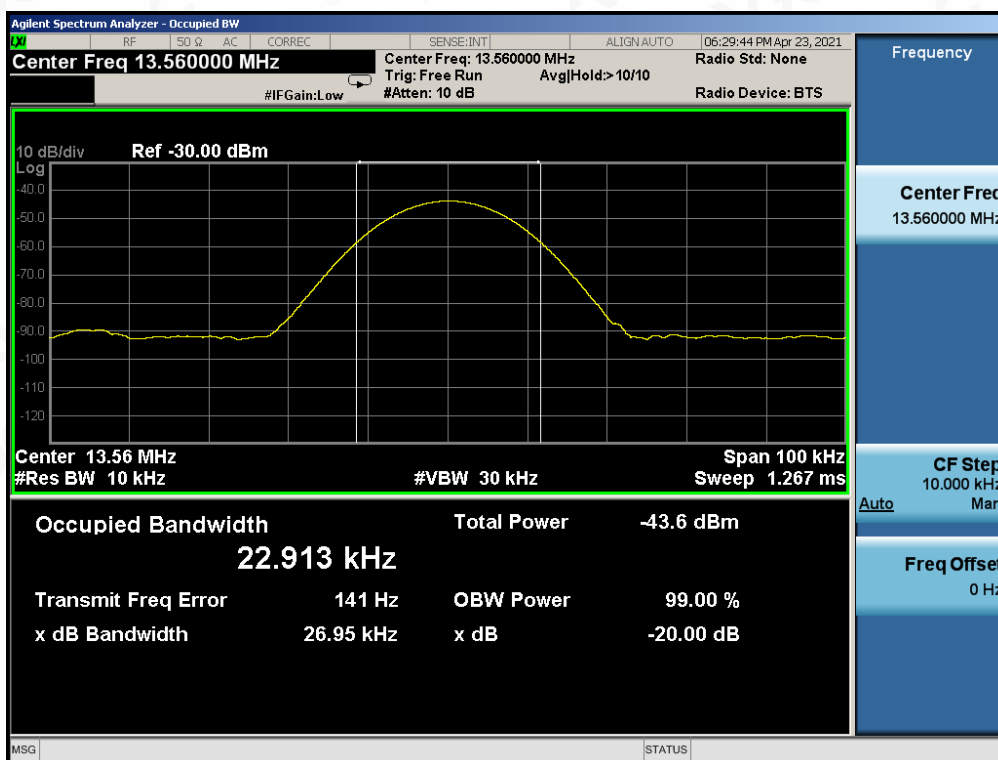 Agilent Spectrum Analyzer - Occupied BW
LXI RF 50 Ω AC CORREC SENSE:INT ALIGN AUTO 06:29:44 PM Apr 23, 2021
Center Freq 13.560000 MHz
Center Freq: 13.560000 MHz Radio Std: None
Trig: Free Run Avg|Hold:>10/10
#IFGain:Low #Atten: 10 dB Radio Device: BTS
10 dB/div Ref -30.00 dBm
Log
-40.0
-50.0
-60.0
-70.0
-80.0
-90.0
-100
-110
-120
Center 13.56 MHz Span 100 kHz
#Res BW 10 kHz #VBW 30 kHz Sweep 1.267 ms
Occupied Bandwidth Total Power -43.6 dBm
22.913 kHz
Transmit Freq Error 141 Hz OBW Power 99.00 %
x dB Bandwidth 26.95 kHz x dB -20.00 dB
Frequency
Center Freq
13.560000 MHz
CF Step
10.000 kHz
Auto Man
Freq Offset
0 Hz
MSG STATUS